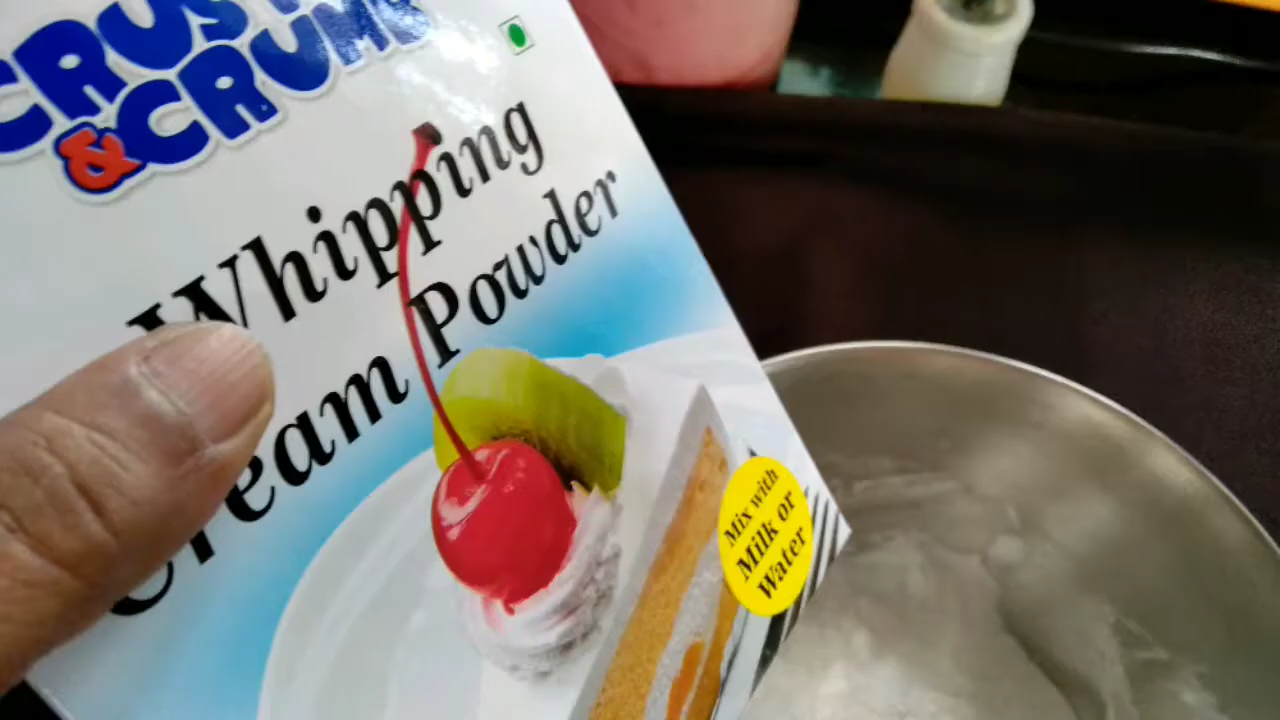 CRUST
& CRUMB
Whipping
Cream Powder
Mix with
Milk or
Water